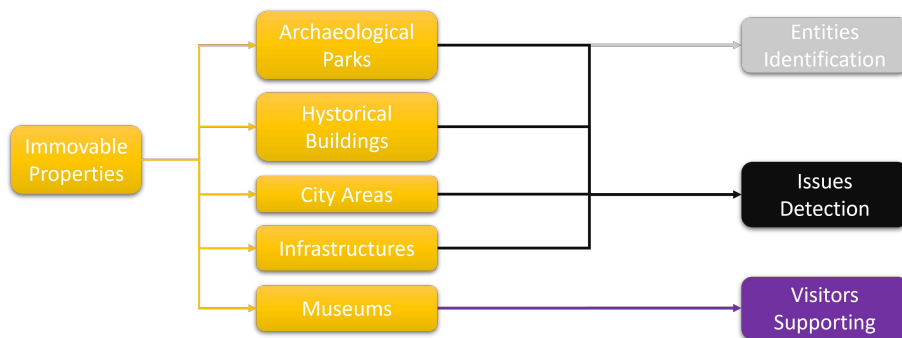 Immovable
Properties
Archaeological
Parks
Hystorical
Buildings
City Areas
Infrastructures
Museums
Entities
Identification
Issues
Detection
Visitors
Supporting